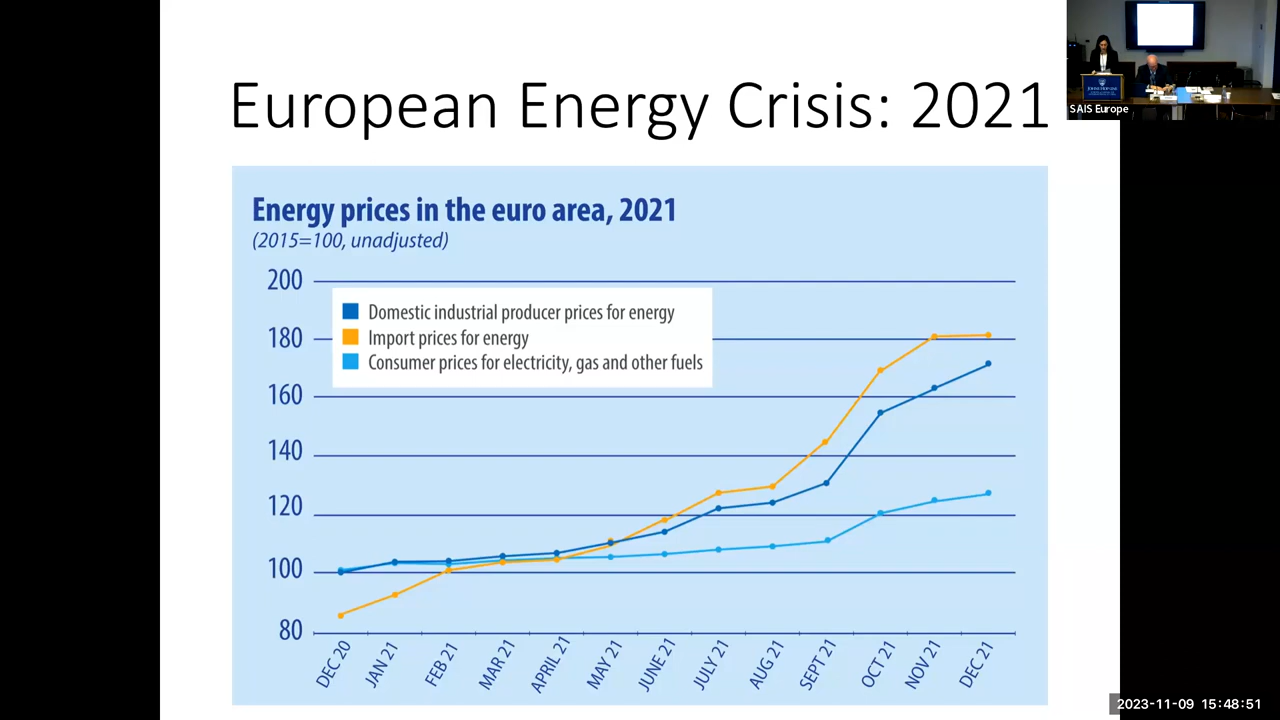 European Energy Crisis: 2021
SAIS Europe
Energy prices in the euro area, 2021
(2015=100, unadjusted)
200
180
160
140
120
100
80
Domestic industrial producer prices for energy
Import prices for energy
Consumer prices for electricity, gas and other fuels
DEC 20
JAN 21
FEB 21
MAR 21
APRIL 21
MAY 21
JUNE 21
JULY 21
AUG 21
SEPT 21
OCT 21
NOV 21
DEC 21
2023-11-09 15:48:51